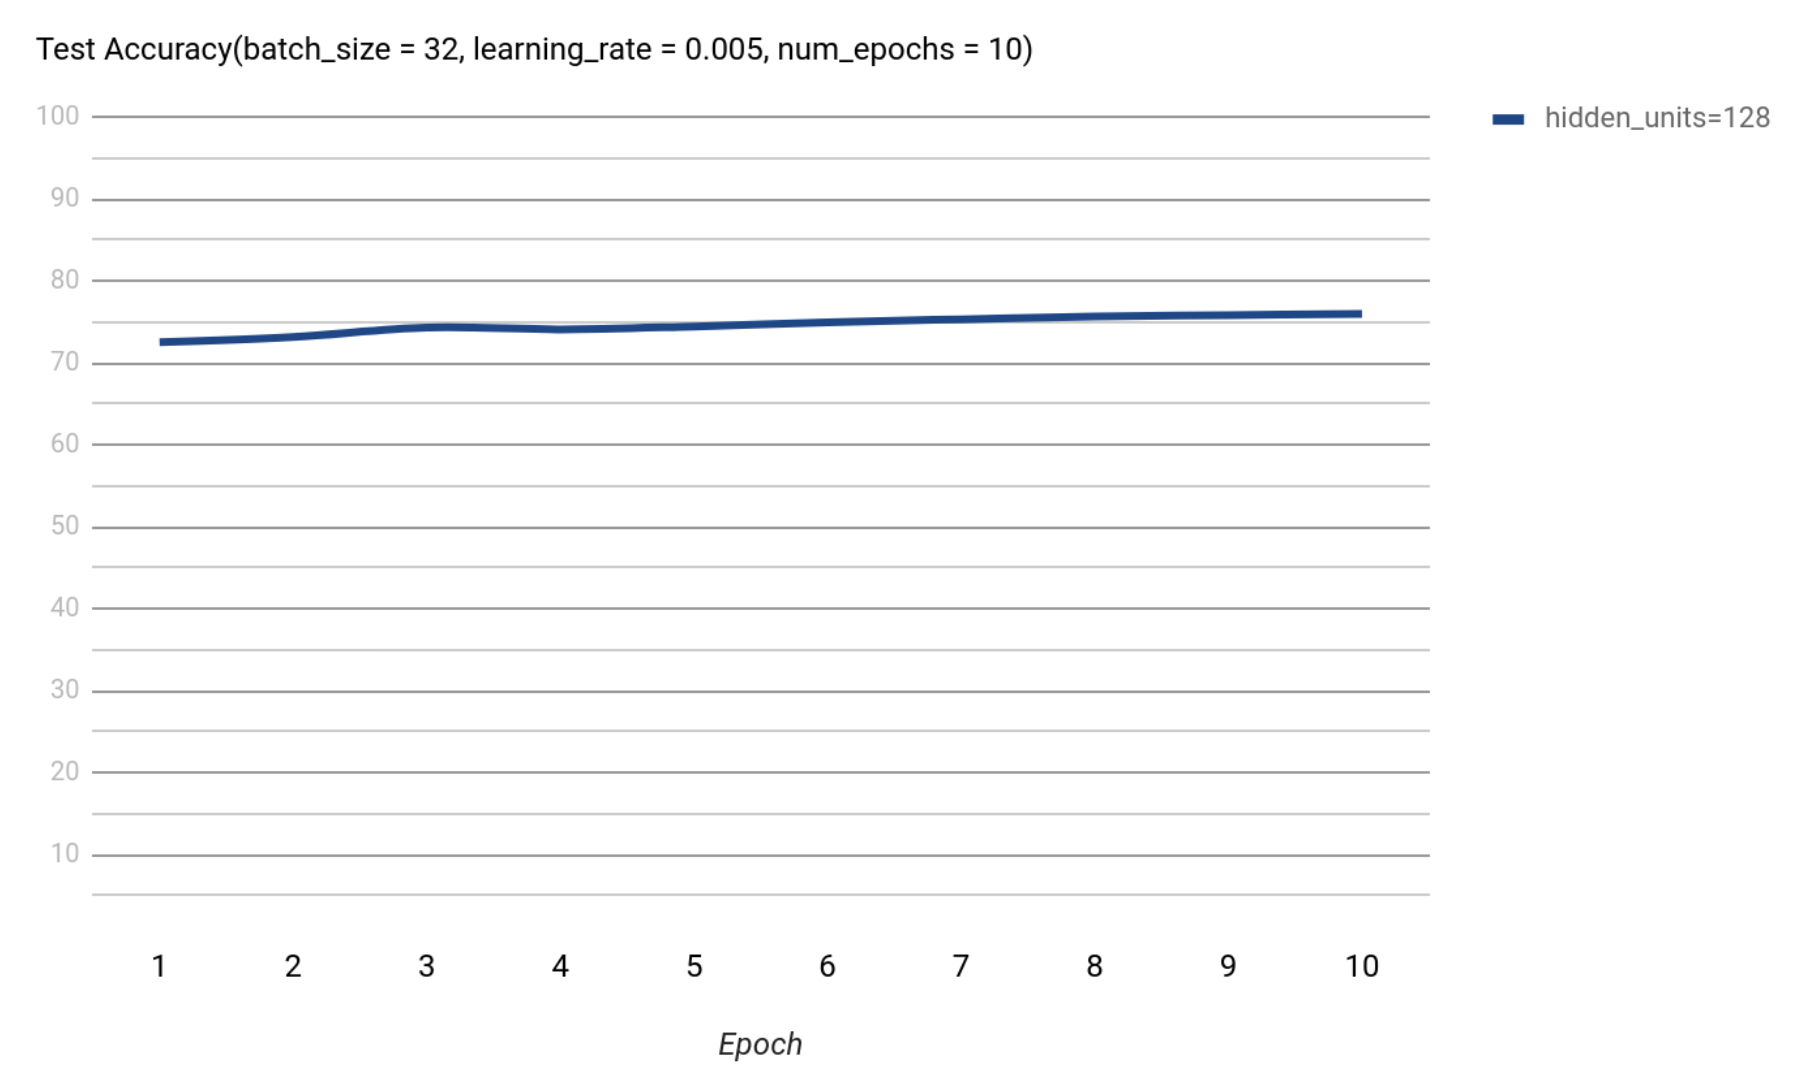 Test Accuracy(batch_size = 32, learning_rate = 0.005, num_epochs = 10)
hidden_units=128
100
90
80
70
60
50
40
30
20
10
1 2 3 4 5 6 7 8 9 10
Epoch